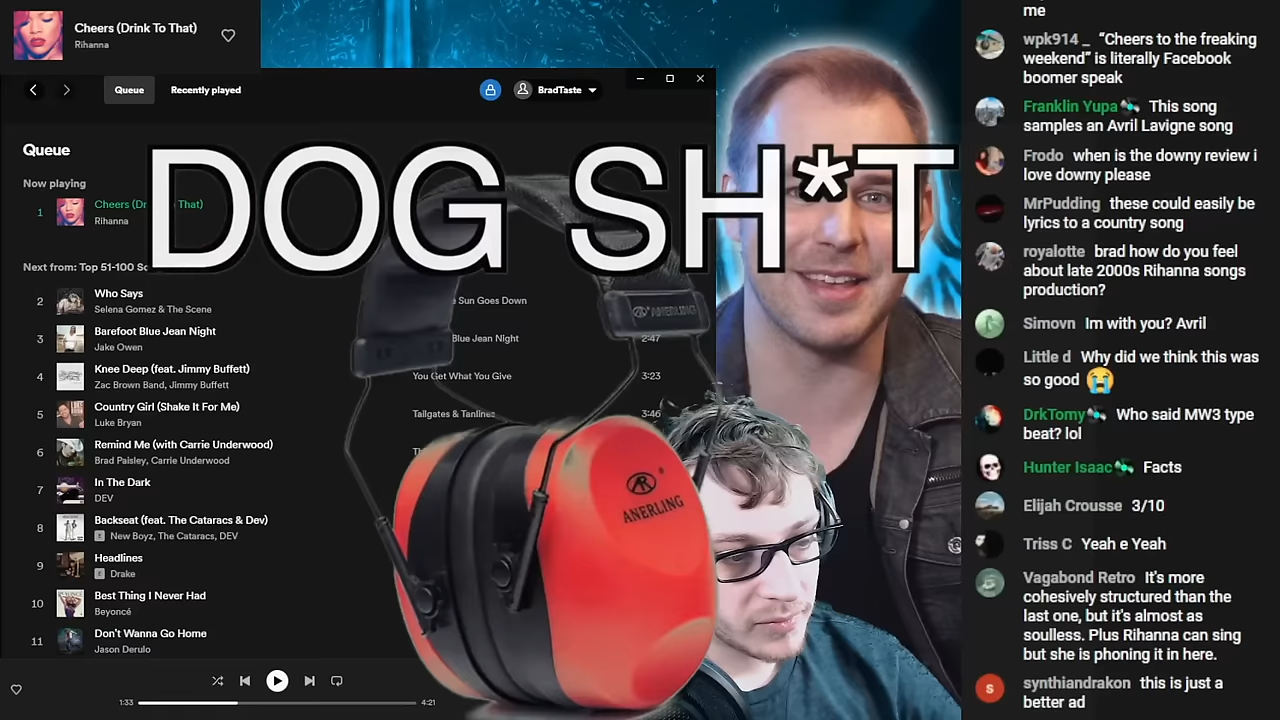 Cheers (Drink To That)
Rihanna
Queue
Recently played
BradTaste
Queue
Now playing
DOG SH*T
1
Cheers (Dr
That)
Rihanna
Next from: Top 51-100 So
2
Who Says
Selena Gomez & The Scene
Sun Goes Down
3
Barefoot Blue Jean Night
Jake Owen
Blue Jean Night
2:47
4
Knee Deep (feat. Jimmy Buffett)
Zac Brown Band, Jimmy Buffett
You Get What You Give
3:23
5
Country Girl (Shake It For Me)
Luke Bryan
Tailgates & Tanlines
3:46
6
Remind Me (with Carrie Underwood)
Brad Paisley, Carrie Underwood
7
In The Dark
DEV
8
Backseat (feat. The Cataracs & Dev)
E New Boyz, The Cataracs, DEV
9
Headlines
E Drake
10
Best Thing I Never Had
Beyoncé
11
Don't Wanna Go Home
Jason Derulo
1:33
4:21
ANERLING
ANERLING
me
wpk914 _ “Cheers to the freaking
weekend” is literally Facebook
boomer speak
Franklin Yupa This song
samples an Avril Lavigne song
Frodo when is the downy review i
love downy please
MrPudding these could easily be
lyrics to a country song
royalotte brad how do you feel
about late 2000s Rihanna songs
production?
Simovn Im with you? Avril
Little d Why did we think this was
so good 😭
DrkTomy Who said MW3 type
beat? lol
Hunter Isaac Facts
Elijah Crousse 3/10
Triss C Yeah e Yeah
Vagabond Retro It's more
cohesively structured than the
last one, but it's almost as
soulless. Plus Rihanna can sing
but she is phoning it in here.
S
synthiandrakon this is just a
better ad